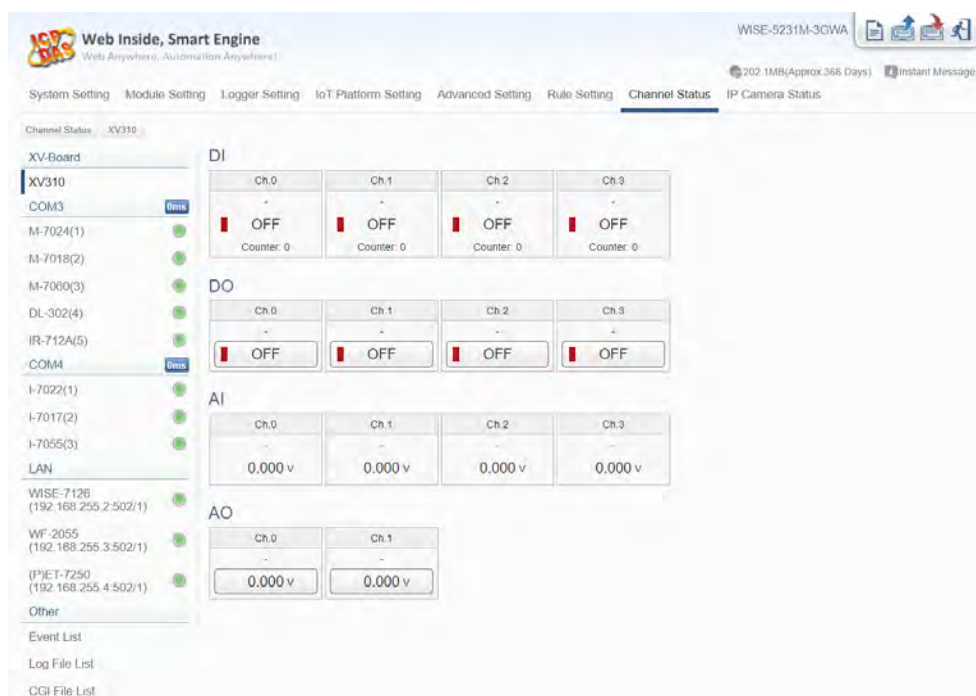 ICP
DAS
Web Inside, Smart Engine
Web Anywhere, Automation Anywhere!
WISE-5231M-3GWA
202.1MB(Approx.366 Days) Instant Message
System Setting Module Setting Logger Setting IoT Platform Setting Advanced Setting Rule Setting Channel Status IP Camera Status
Channel Status XV310
XV-Board
XV310
COM3 0ms
M-7024(1)
M-7018(2)
M-7060(3)
DL-302(4)
IR-712A(5)
COM4 0ms
I-7022(1)
I-7017(2)
I-7055(3)
LAN
WISE-7126
(192.168.255.2:502/1)
WF-2055
(192.168.255.3:502/1)
(P)ET-7250
(192.168.255.4:502/1)
Other
Event List
Log File List
CGI File List
DI
Ch.0 Ch.1 Ch.2 Ch.3
- - - -
OFF OFF OFF OFF
Counter: 0 Counter: 0 Counter: 0 Counter: 0
DO
Ch.0 Ch.1 Ch.2 Ch.3
- - - -
OFF OFF OFF OFF
AI
Ch.0 Ch.1 Ch.2 Ch.3
- - - -
0.000 v 0.000 v 0.000 v 0.000 v
AO
Ch.0 Ch.1
- -
0.000 v 0.000 v